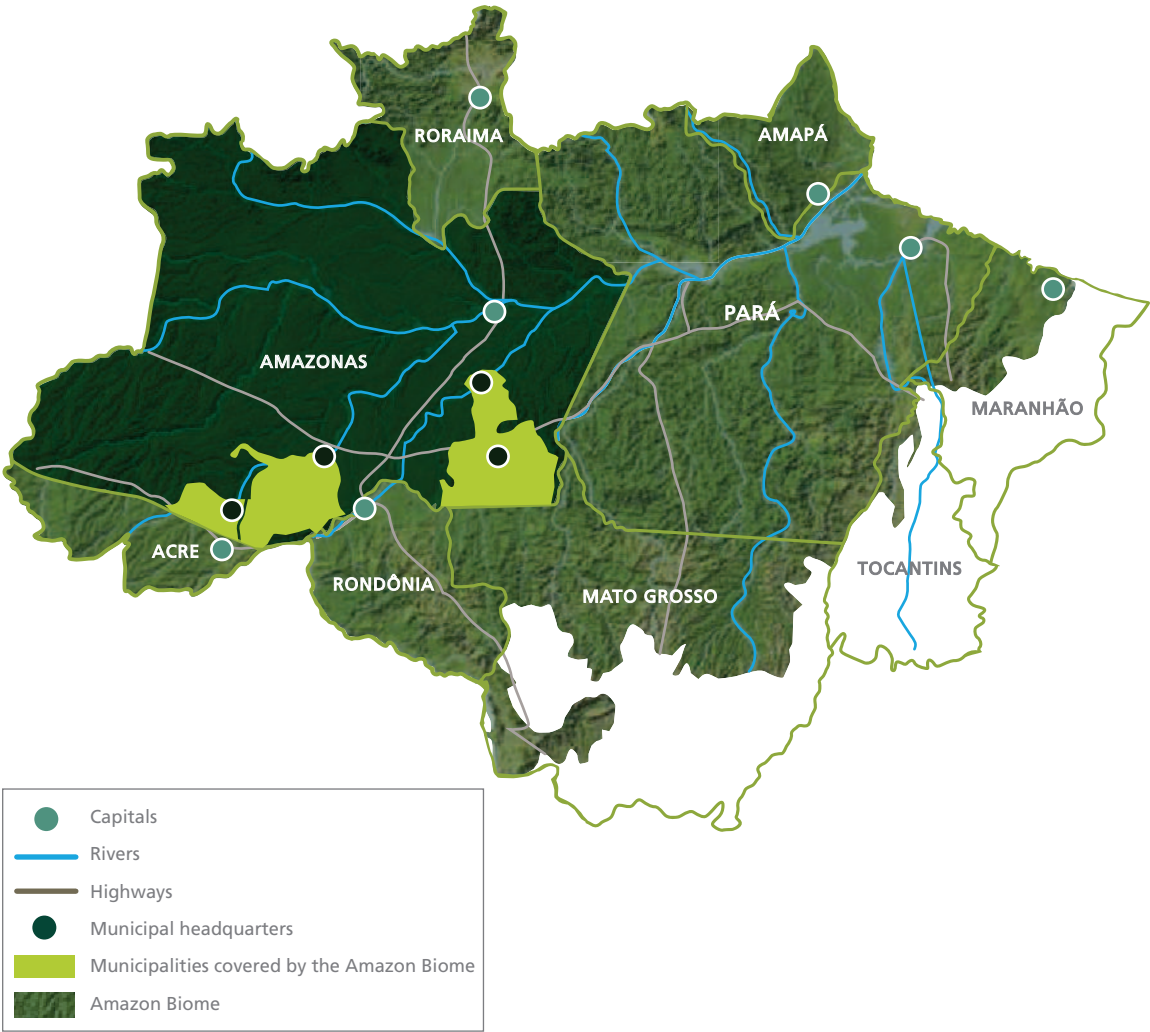 RORAIMA
AMAPÁ
PARÁ
AMAZONAS
MARANHÃO
ACRE
RONDÔNIA
MATO GROSSO
TOCANTINS
Capitals
Rivers
Highways
Municipal headquarters
Municipalities covered by the Amazon Biome
Amazon Biome